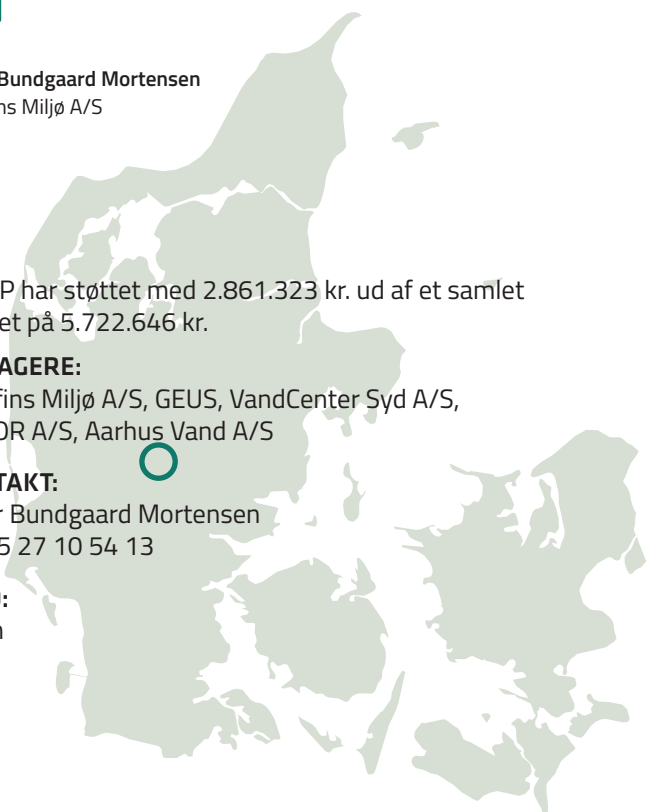 Bundgaard Mortensen
ns Miljø A/S
P har støttet med 2.861.323 kr. ud af et samlet
et på 5.722.646 kr.
AGERE:
fins Miljø A/S, GEUS, VandCenter Syd A/S,
OR A/S, Aarhus Vand A/S
TAKT:
r Bundgaard Mortensen
5 27 10 54 13
: